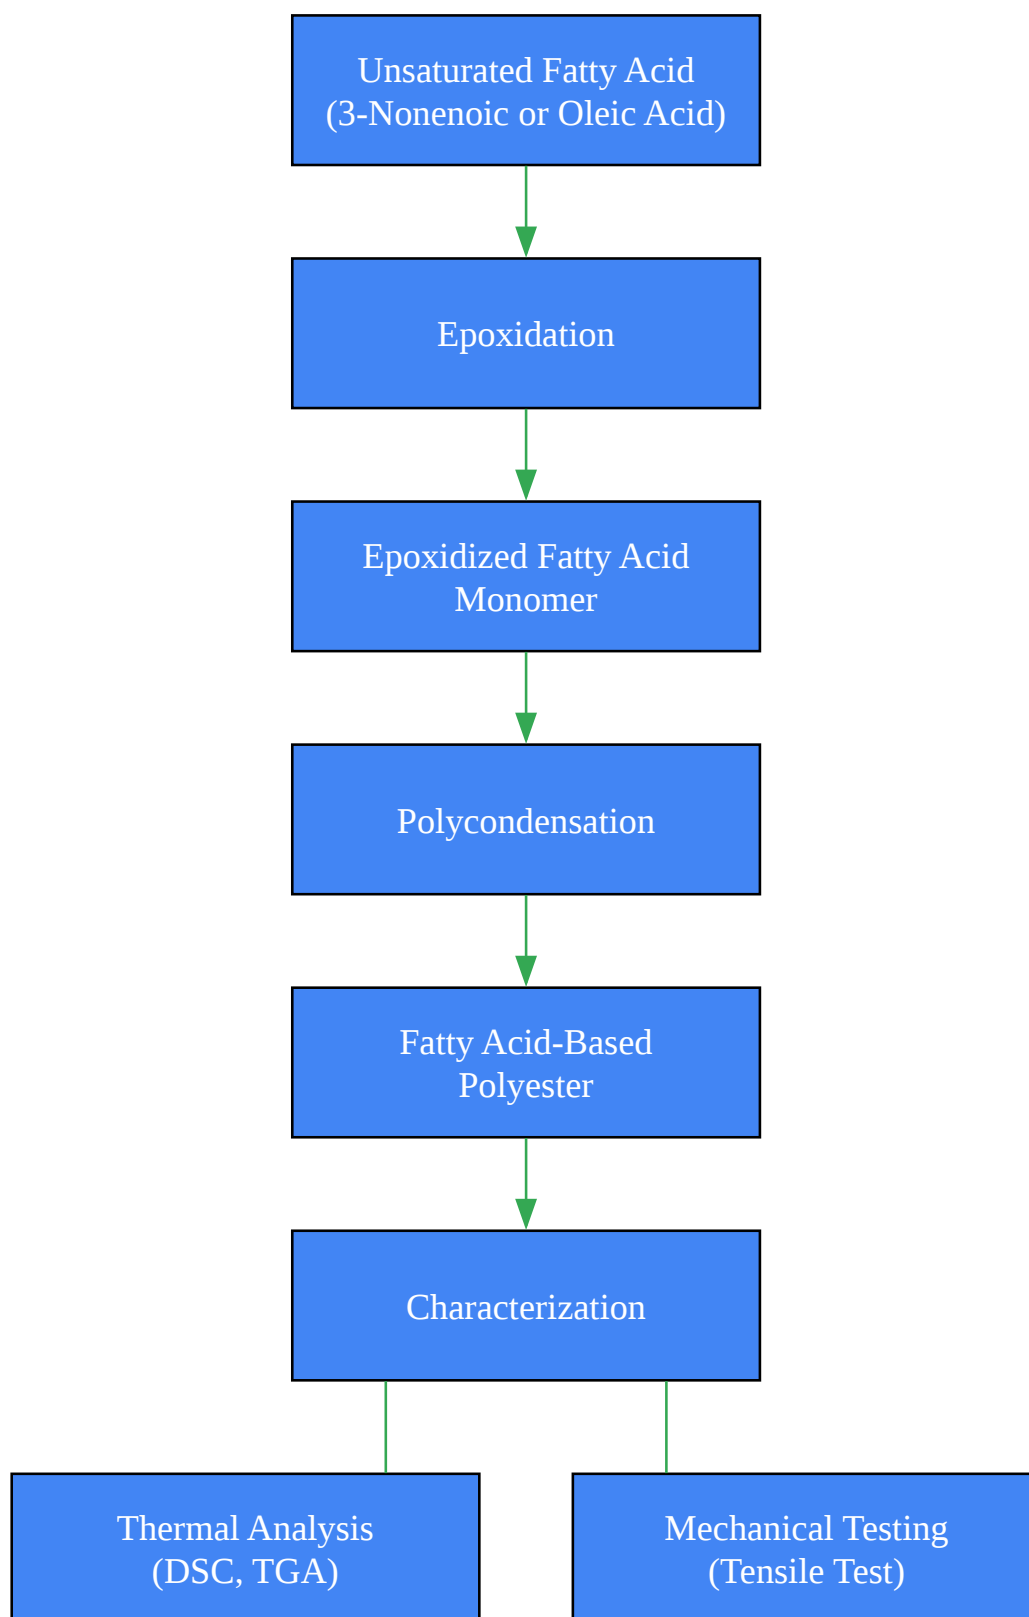 Unsaturated Fatty Acid
(3-Nonenoic or Oleic Acid)
Epoxidation
Epoxidized Fatty Acid
Monomer
Polycondensation
Fatty Acid-Based
Polyester
Characterization
Thermal Analysis
(DSC, TGA)
Mechanical Testing
(Tensile Test)